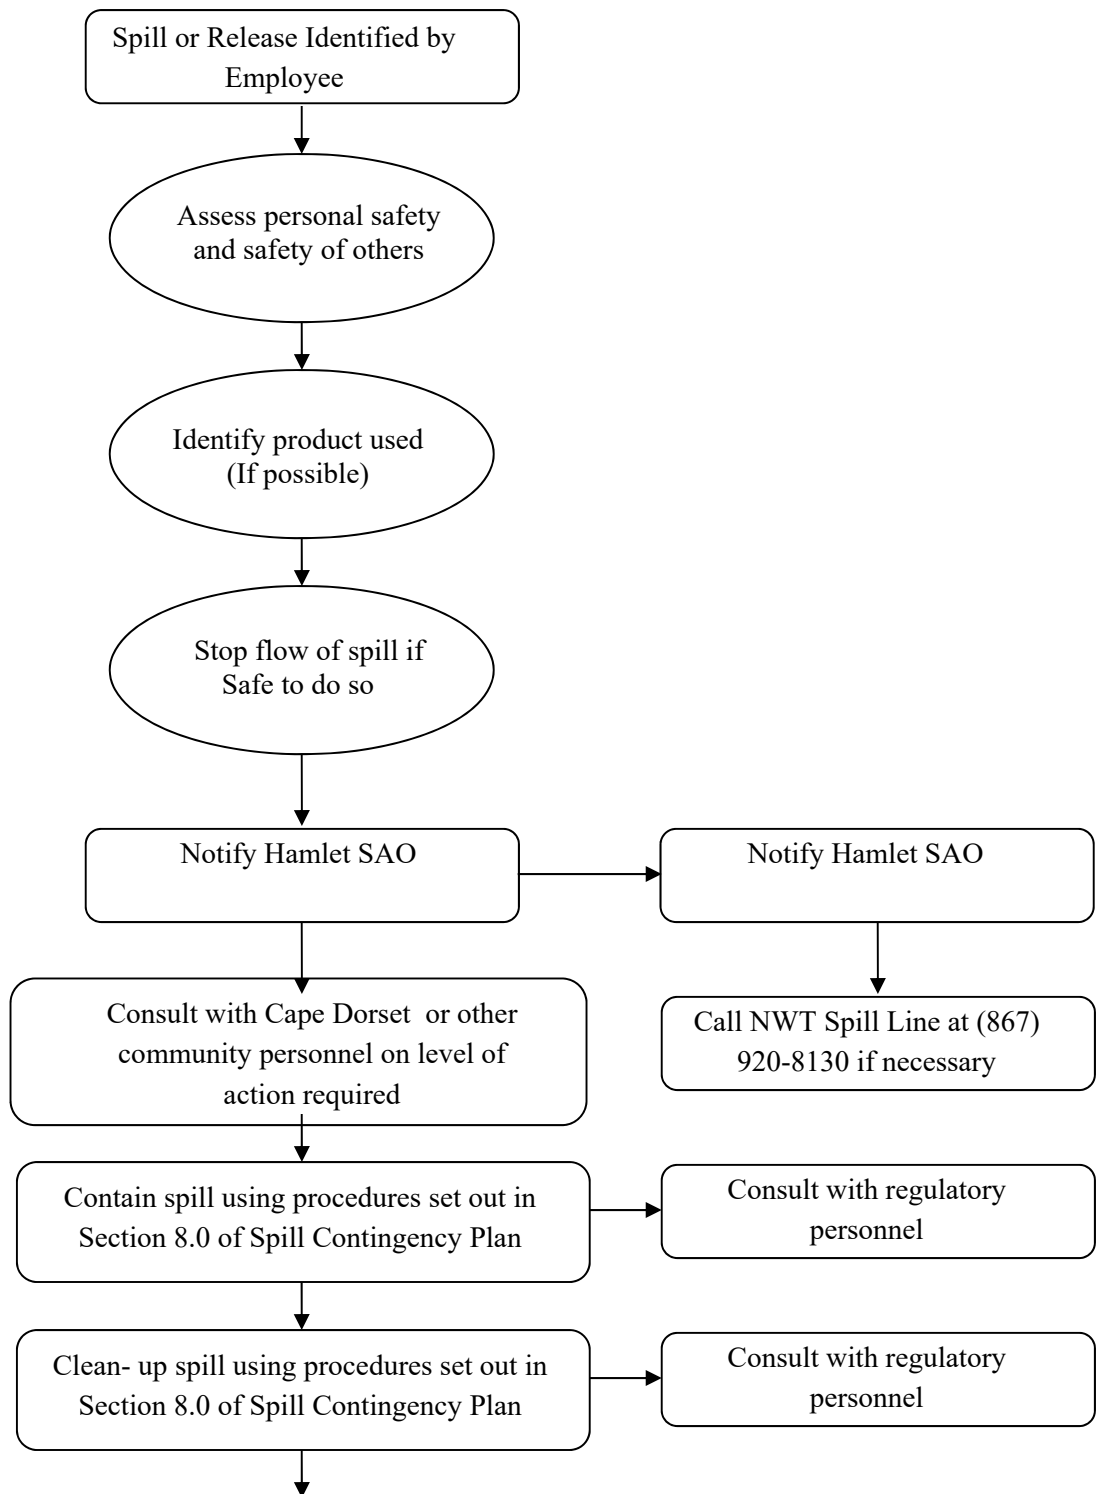 Spill or Release Identified by
Employee
Assess personal safety
and safety of others
Identify product used
(If possible)
Stop flow of spill if
Safe to do so
Notify Hamlet SAO
Notify Hamlet SAO
Consult with Cape Dorset  or other
community personnel on level of
action required
Call NWT Spill Line at (867)
920-8130 if necessary
Contain spill using procedures set out in
Section 8.0 of Spill Contingency Plan
Consult with regulatory
personnel
Clean- up spill using procedures set out in
Section 8.0 of Spill Contingency Plan
Consult with regulatory
personnel